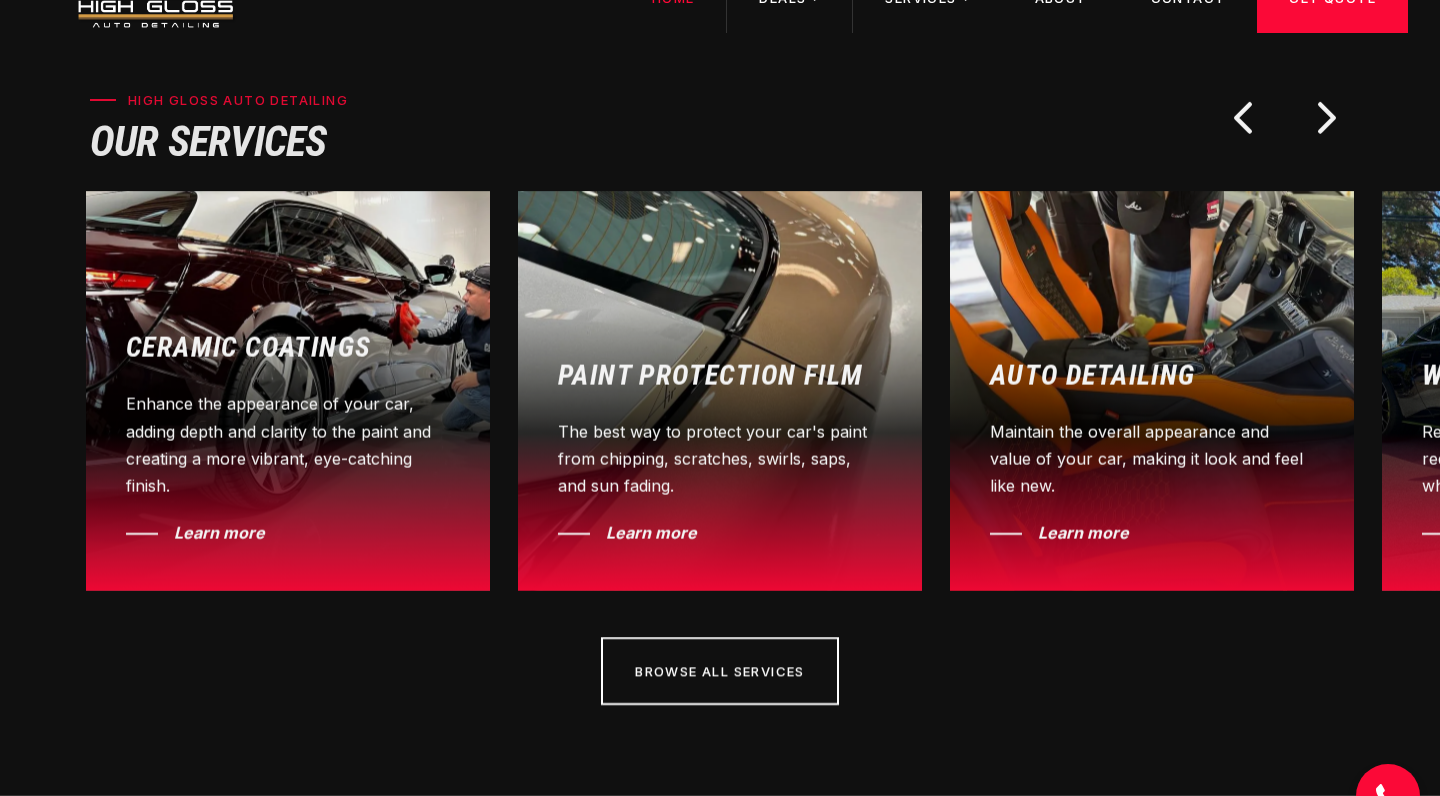 HIGH GLOSS
AUTO DETAILING
HOME
DEALS
SERVICES
ABOUT
CONTACT
GET QUOTE
HIGH GLOSS AUTO DETAILING
OUR SERVICES
CERAMIC COATINGS
Enhance the appearance of your car,
adding depth and clarity to the paint and
creating a more vibrant, eye-catching
finish.
Learn more
PAINT PROTECTION FILM
The best way to protect your car's paint
from chipping, scratches, swirls, saps,
and sun fading.
Learn more
AUTO DETAILING
Maintain the overall appearance and
value of your car, making it look and feel
like new.
Learn more
BROWSE ALL SERVICES